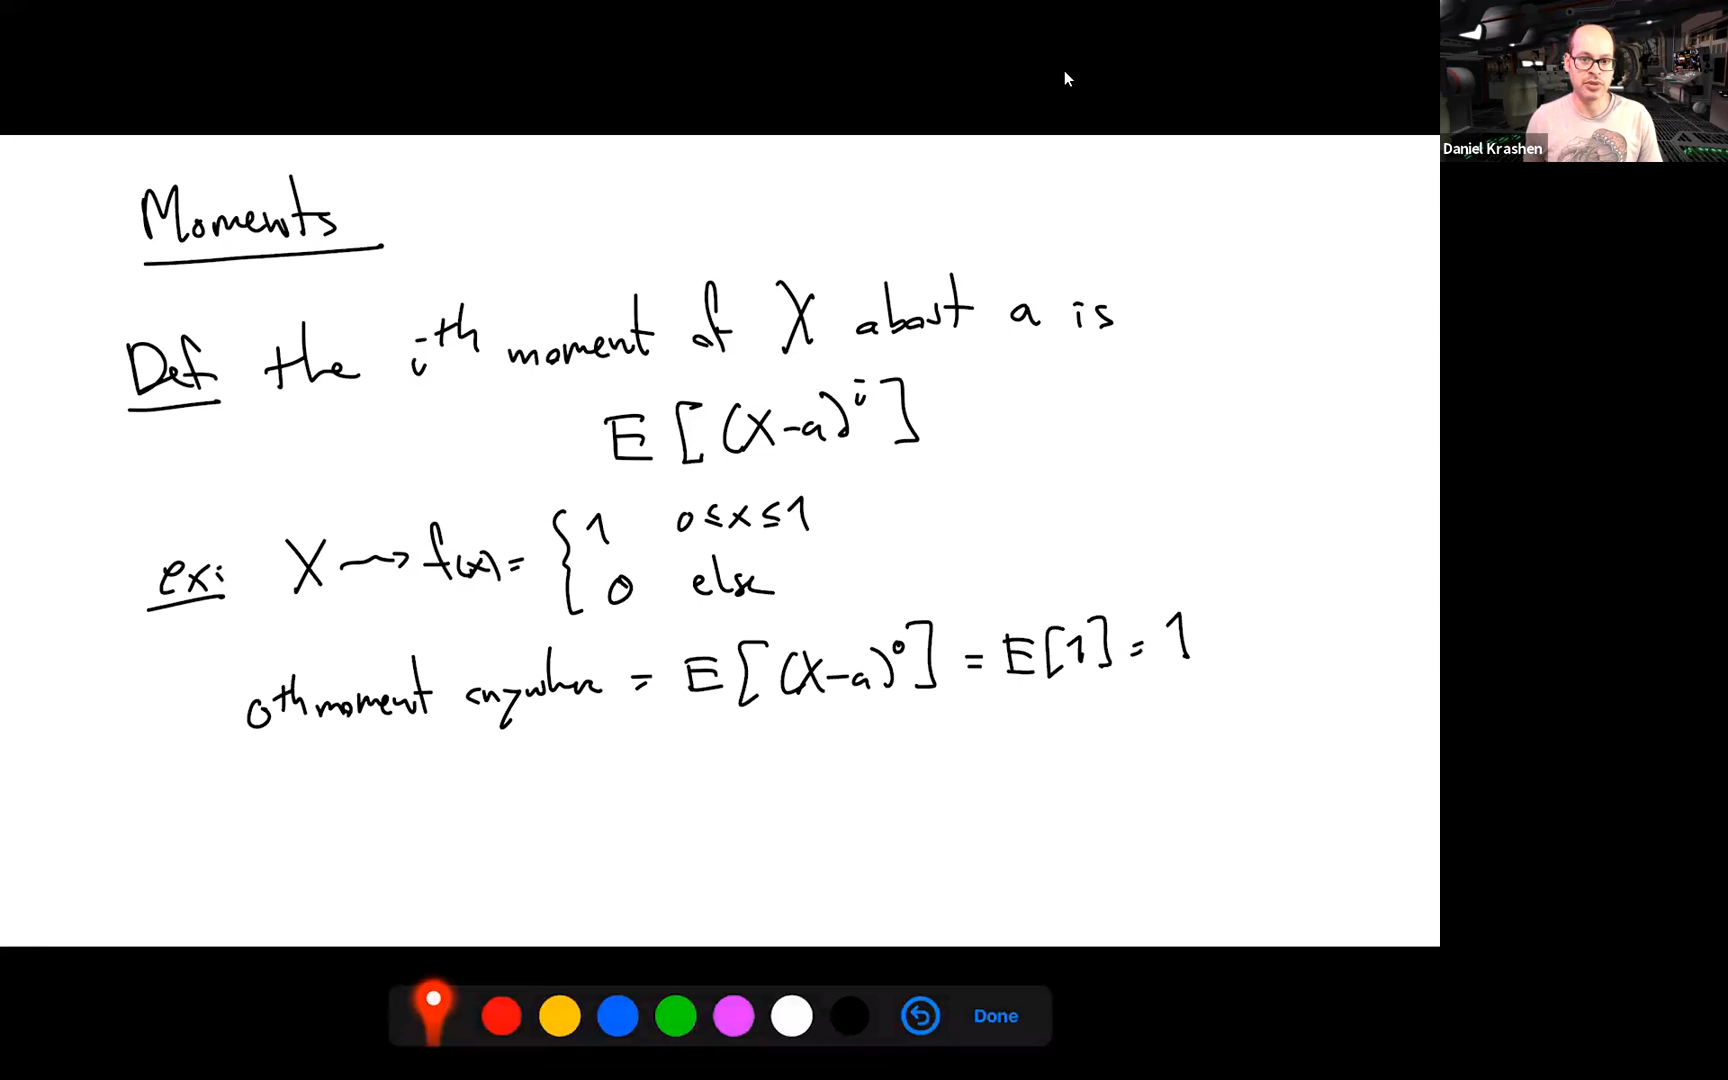 Moments
Def the iᵗʰ moment of X about a is
E[(X-a)ⁱ]
ex: X ⇝ f(x) = { 1 0≤x≤1
0 else
0ᵗʰ moment anywhere = E[(X-a)⁰] = E[1] = 1
Daniel Krashen
Done